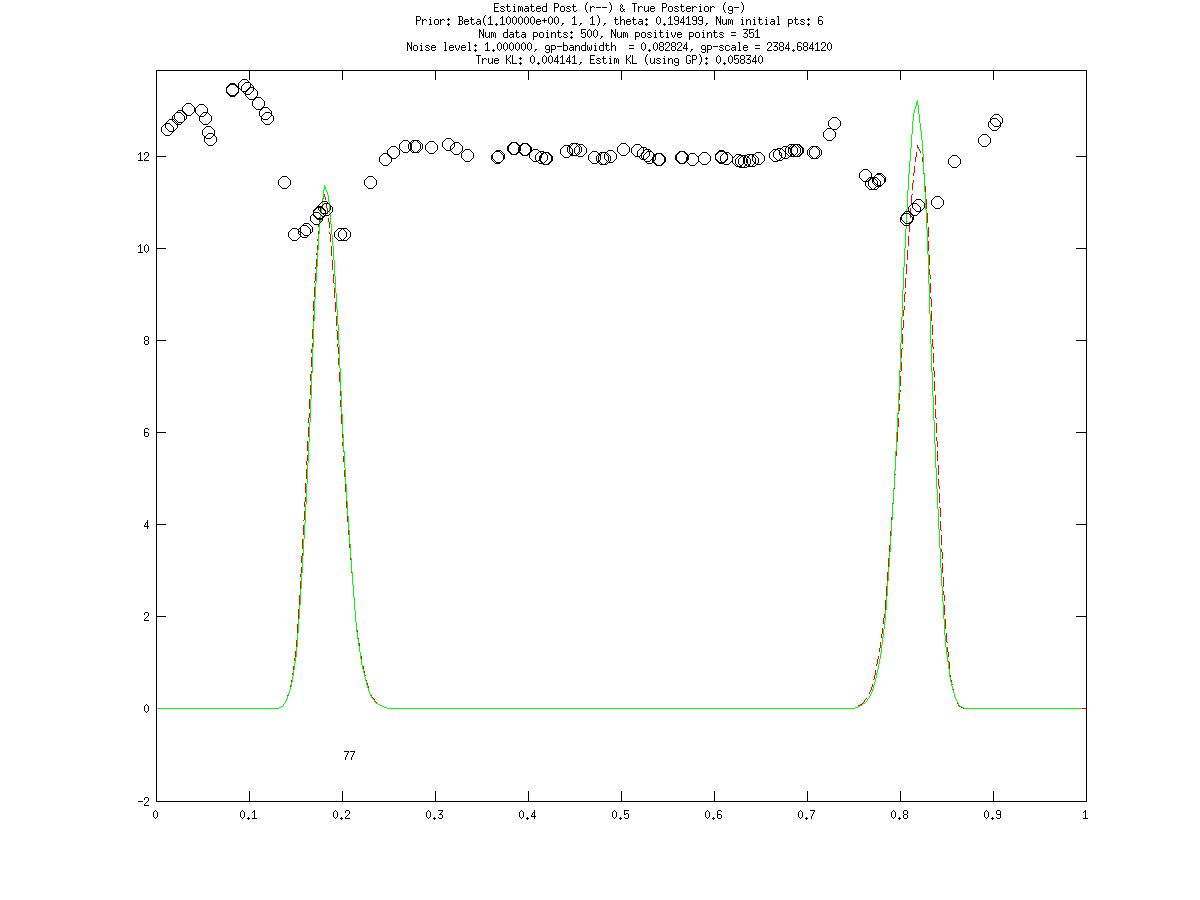 Estimated Post (r--) & True Posterior (g-)
Prior: Beta(1.100000e+00, 1, 1), theta: 0.194199, Num initial pts: 6
Num data points: 500, Num positive points = 351
Noise level: 1.000000, gp-bandwidth  = 0.082824, gp-scale = 2384.684120
True KL: 0.004141, Estim KL (using GP): 0.058340
12
10
8
6
4
2
0
77
-2
0 0.1 0.2 0.3 0.4 0.5 0.6 0.7 0.8 0.9 1